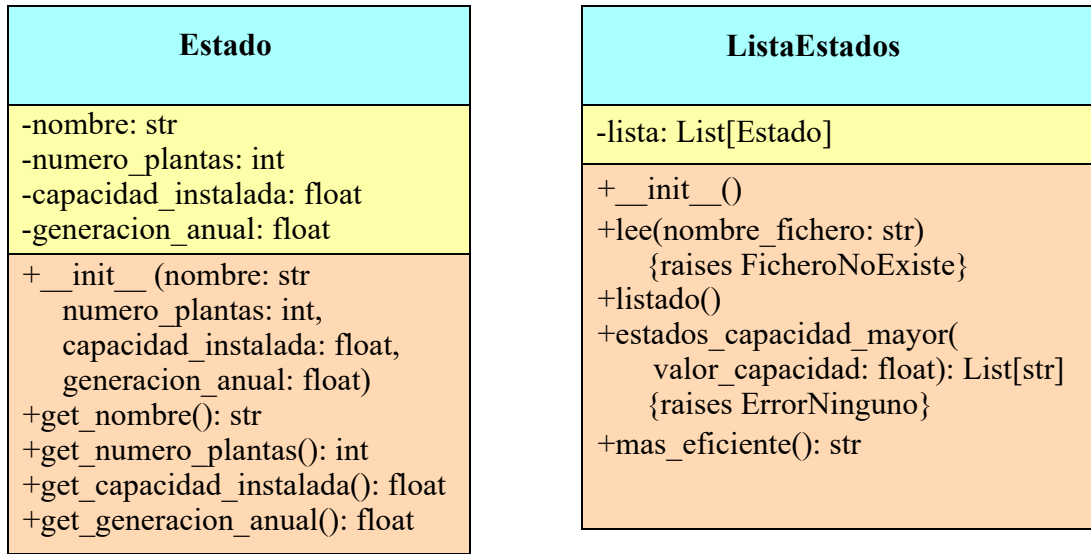 Estado
-nombre: str
-numero_plantas: int
-capacidad_instalada: float
-generacion_anual: float
+__init__ (nombre: str
numero_plantas: int,
capacidad_instalada: float,
generacion_anual: float)
+get_nombre(): str
+get_numero_plantas(): int
+get_capacidad_instalada(): float
+get_generacion_anual(): float
ListaEstados
-lista: List[Estado]
+__init__()
+lee(nombre_fichero: str)
{raises FicheroNoExiste}
+listado()
+estados_capacidad_mayor(
valor_capacidad: float): List[str]
{raises ErrorNinguno}
+mas_eficiente(): str